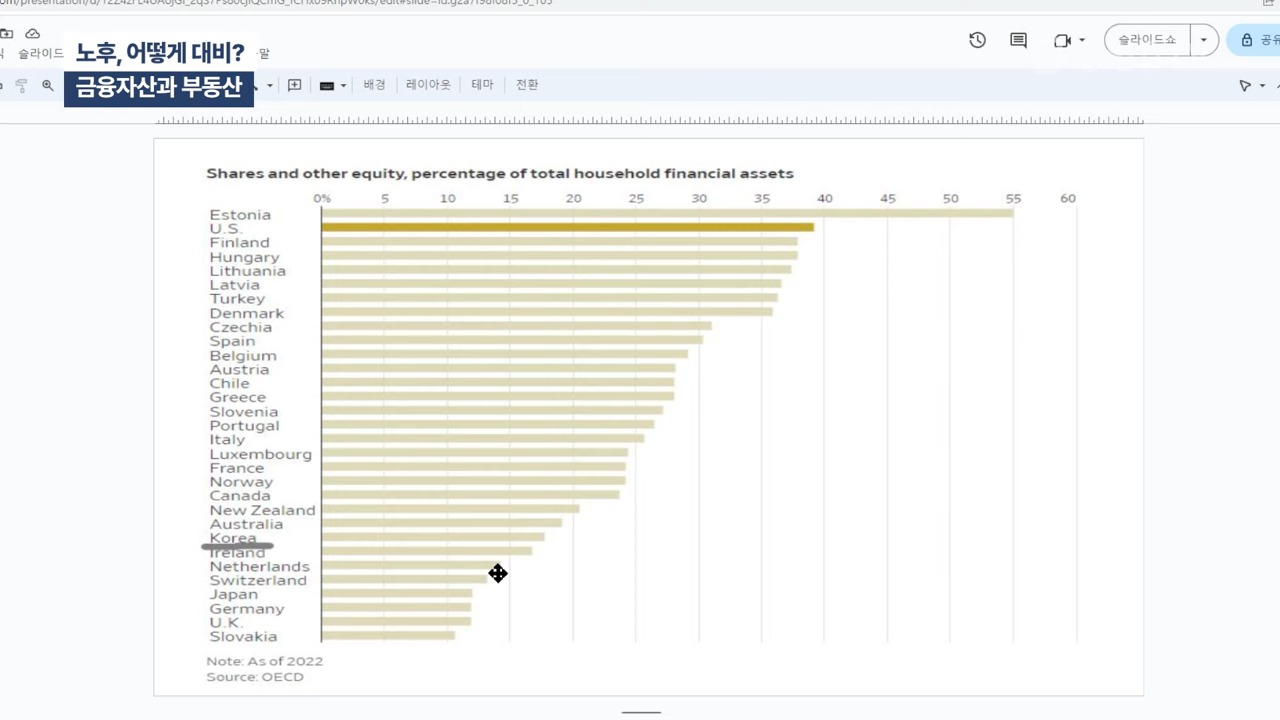 노후, 어떻게 대비?
금융자산과 부동산
슬라이드
말
슬라이드쇼
공유
배경
레이아웃
테마
전환
Shares and other equity, percentage of total household financial assets
0% 5 10 15 20 25 30 35 40 45 50 55 60
Estonia
U.S.
Finland
Hungary
Lithuania
Latvia
Turkey
Denmark
Czechia
Spain
Belgium
Austria
Chile
Greece
Slovenia
Portugal
Italy
Luxembourg
France
Norway
Canada
New Zealand
Australia
Korea
Ireland
Netherlands
Switzerland
Japan
Germany
U.K.
Slovakia
Note: As of 2022
Source: OECD